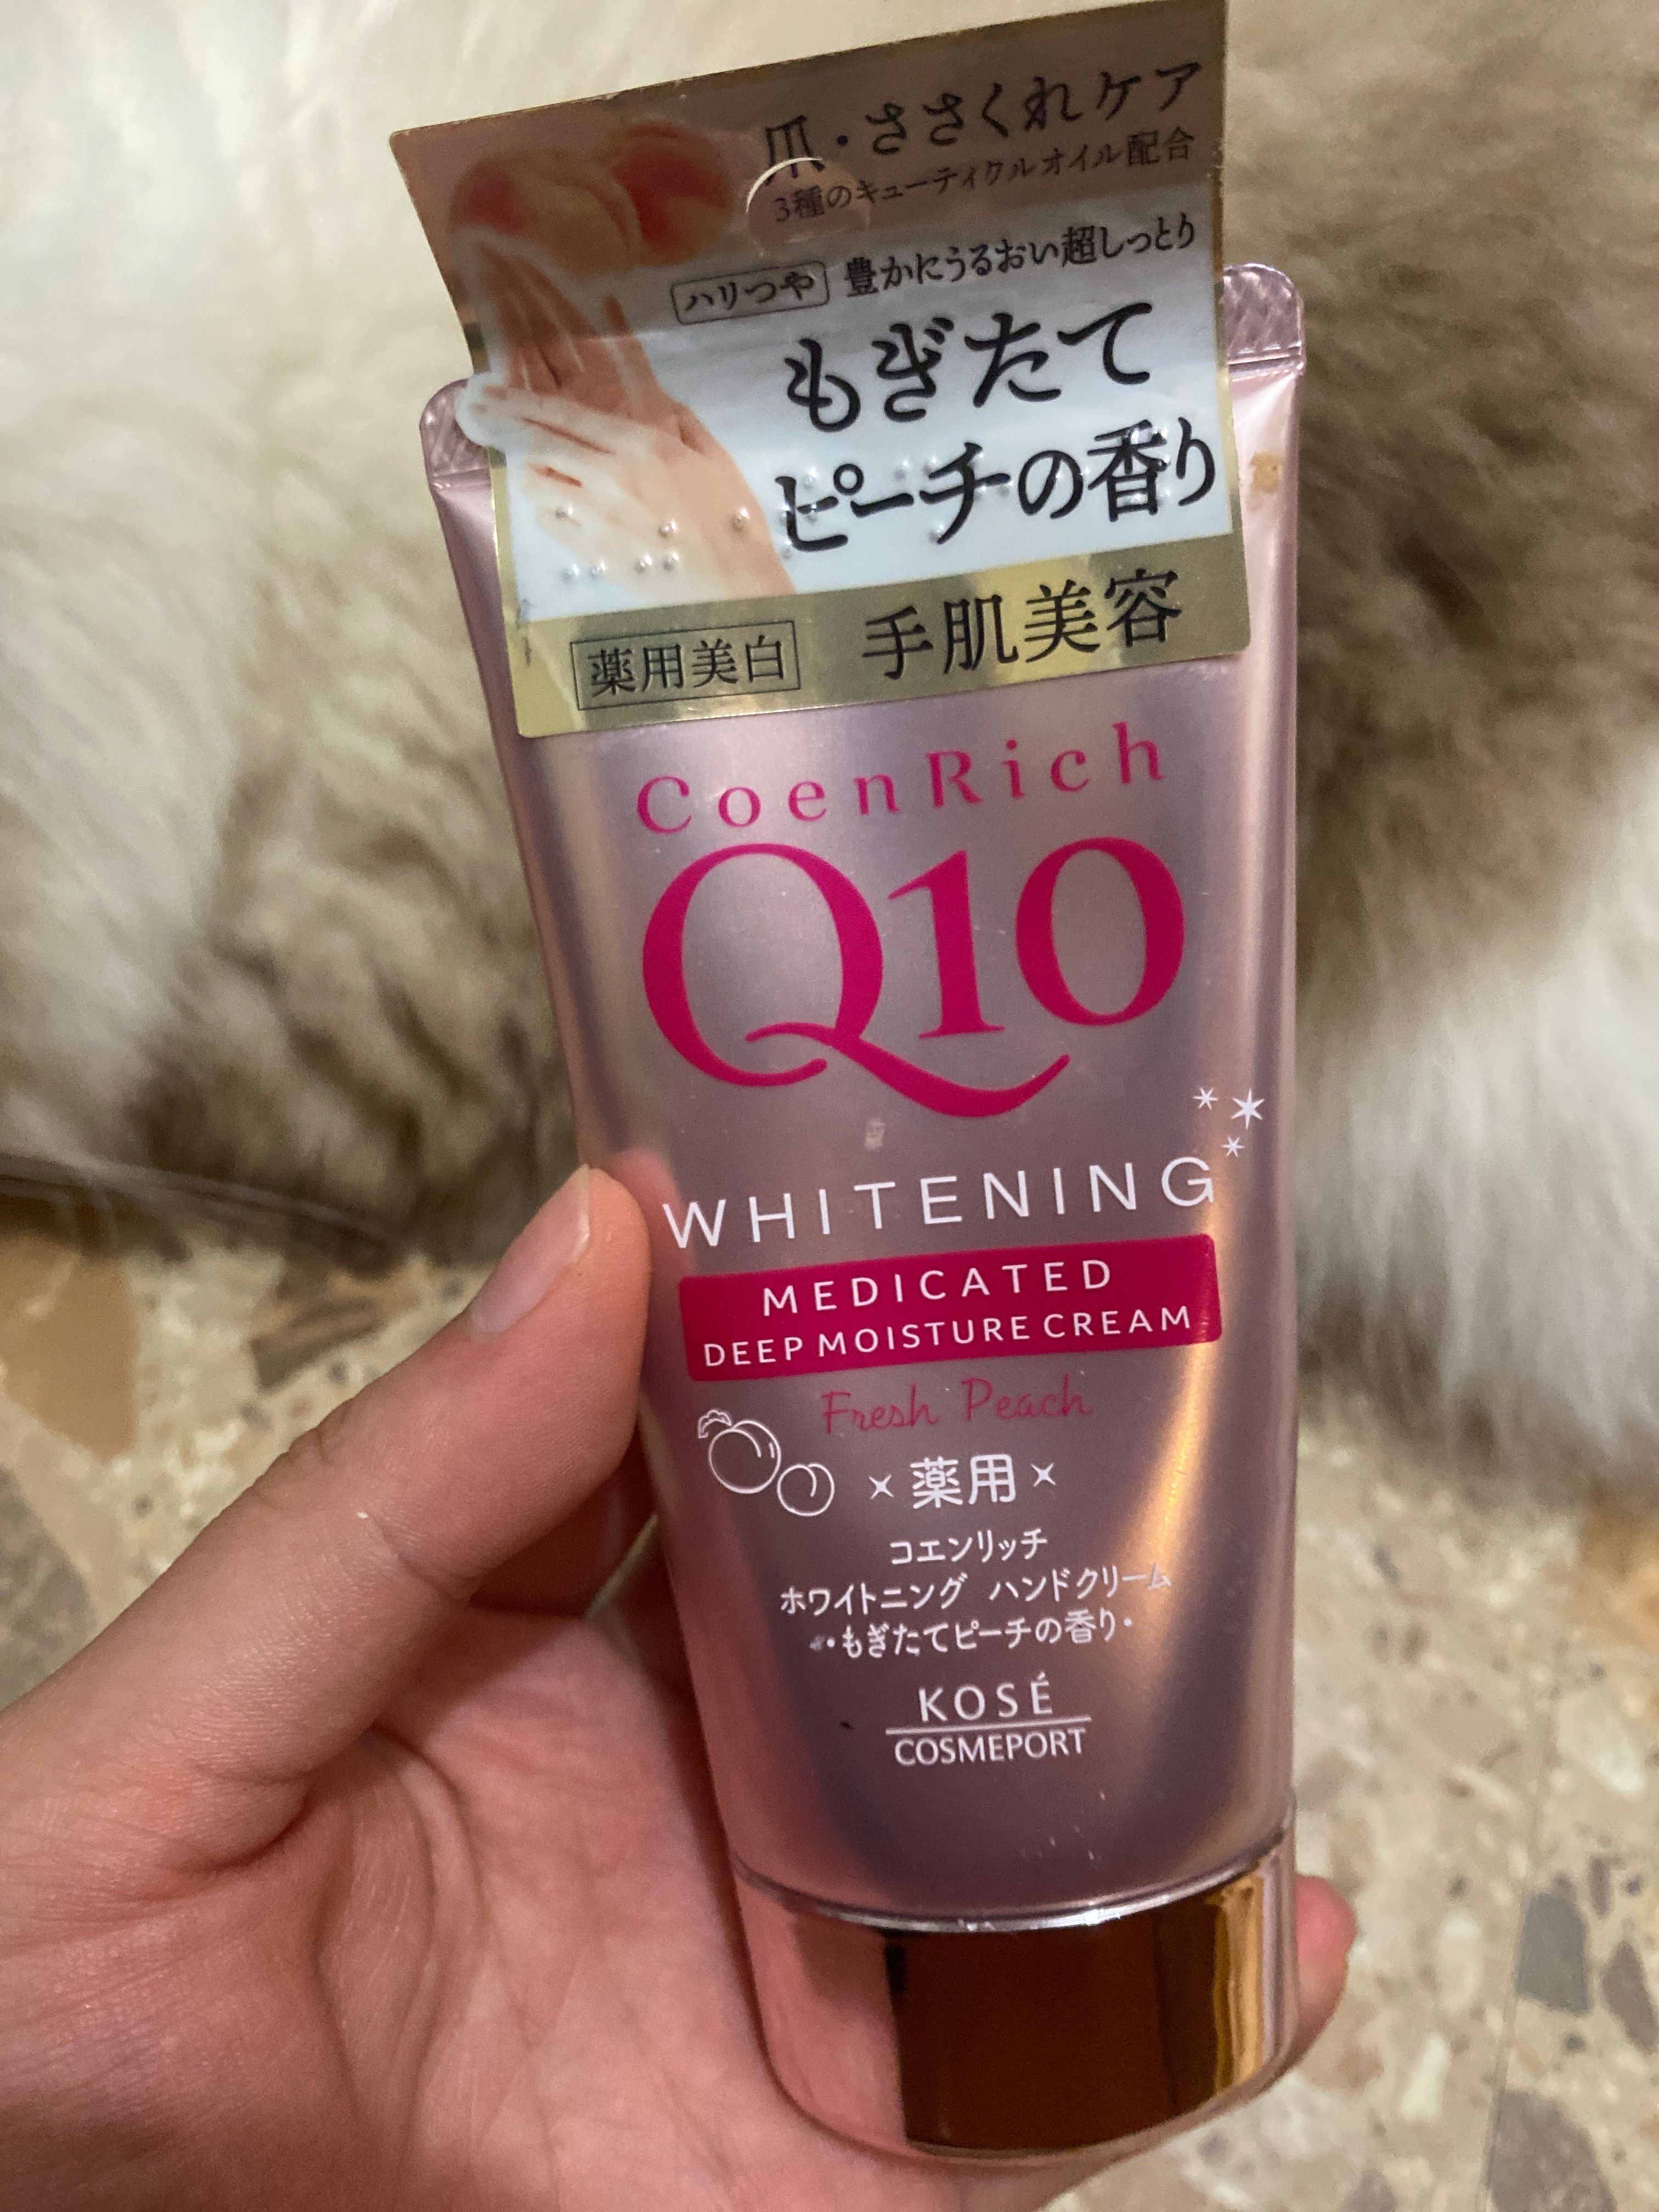 爪・ささくれケア
3種のキューティクルオイル配合
ハリつや 豊かにうるおい超しっとり
もぎたて
ピーチの香り
薬用美白 手肌美容
CoenRich
Q10
WHITENING
MEDICATED
DEEP MOISTURE CREAM
Fresh Peach
薬用
コエンリッチ
ホワイトニング ハンドクリーム
・もぎたてピーチの香り・
KOSÉ
COSMEPORT